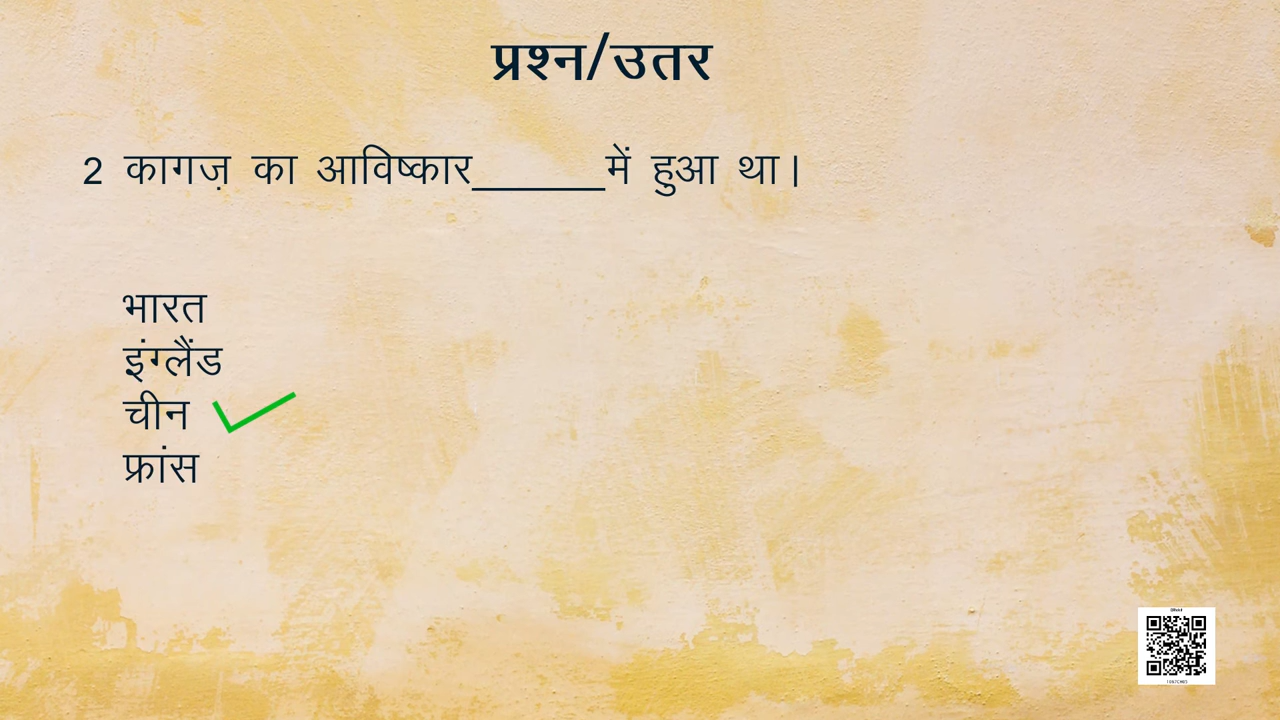 प्रश्न/उतर
2 कागज़ का आविष्कार______में हुआ था।
भारत
इंग्लैंड
चीन
फ्रांस